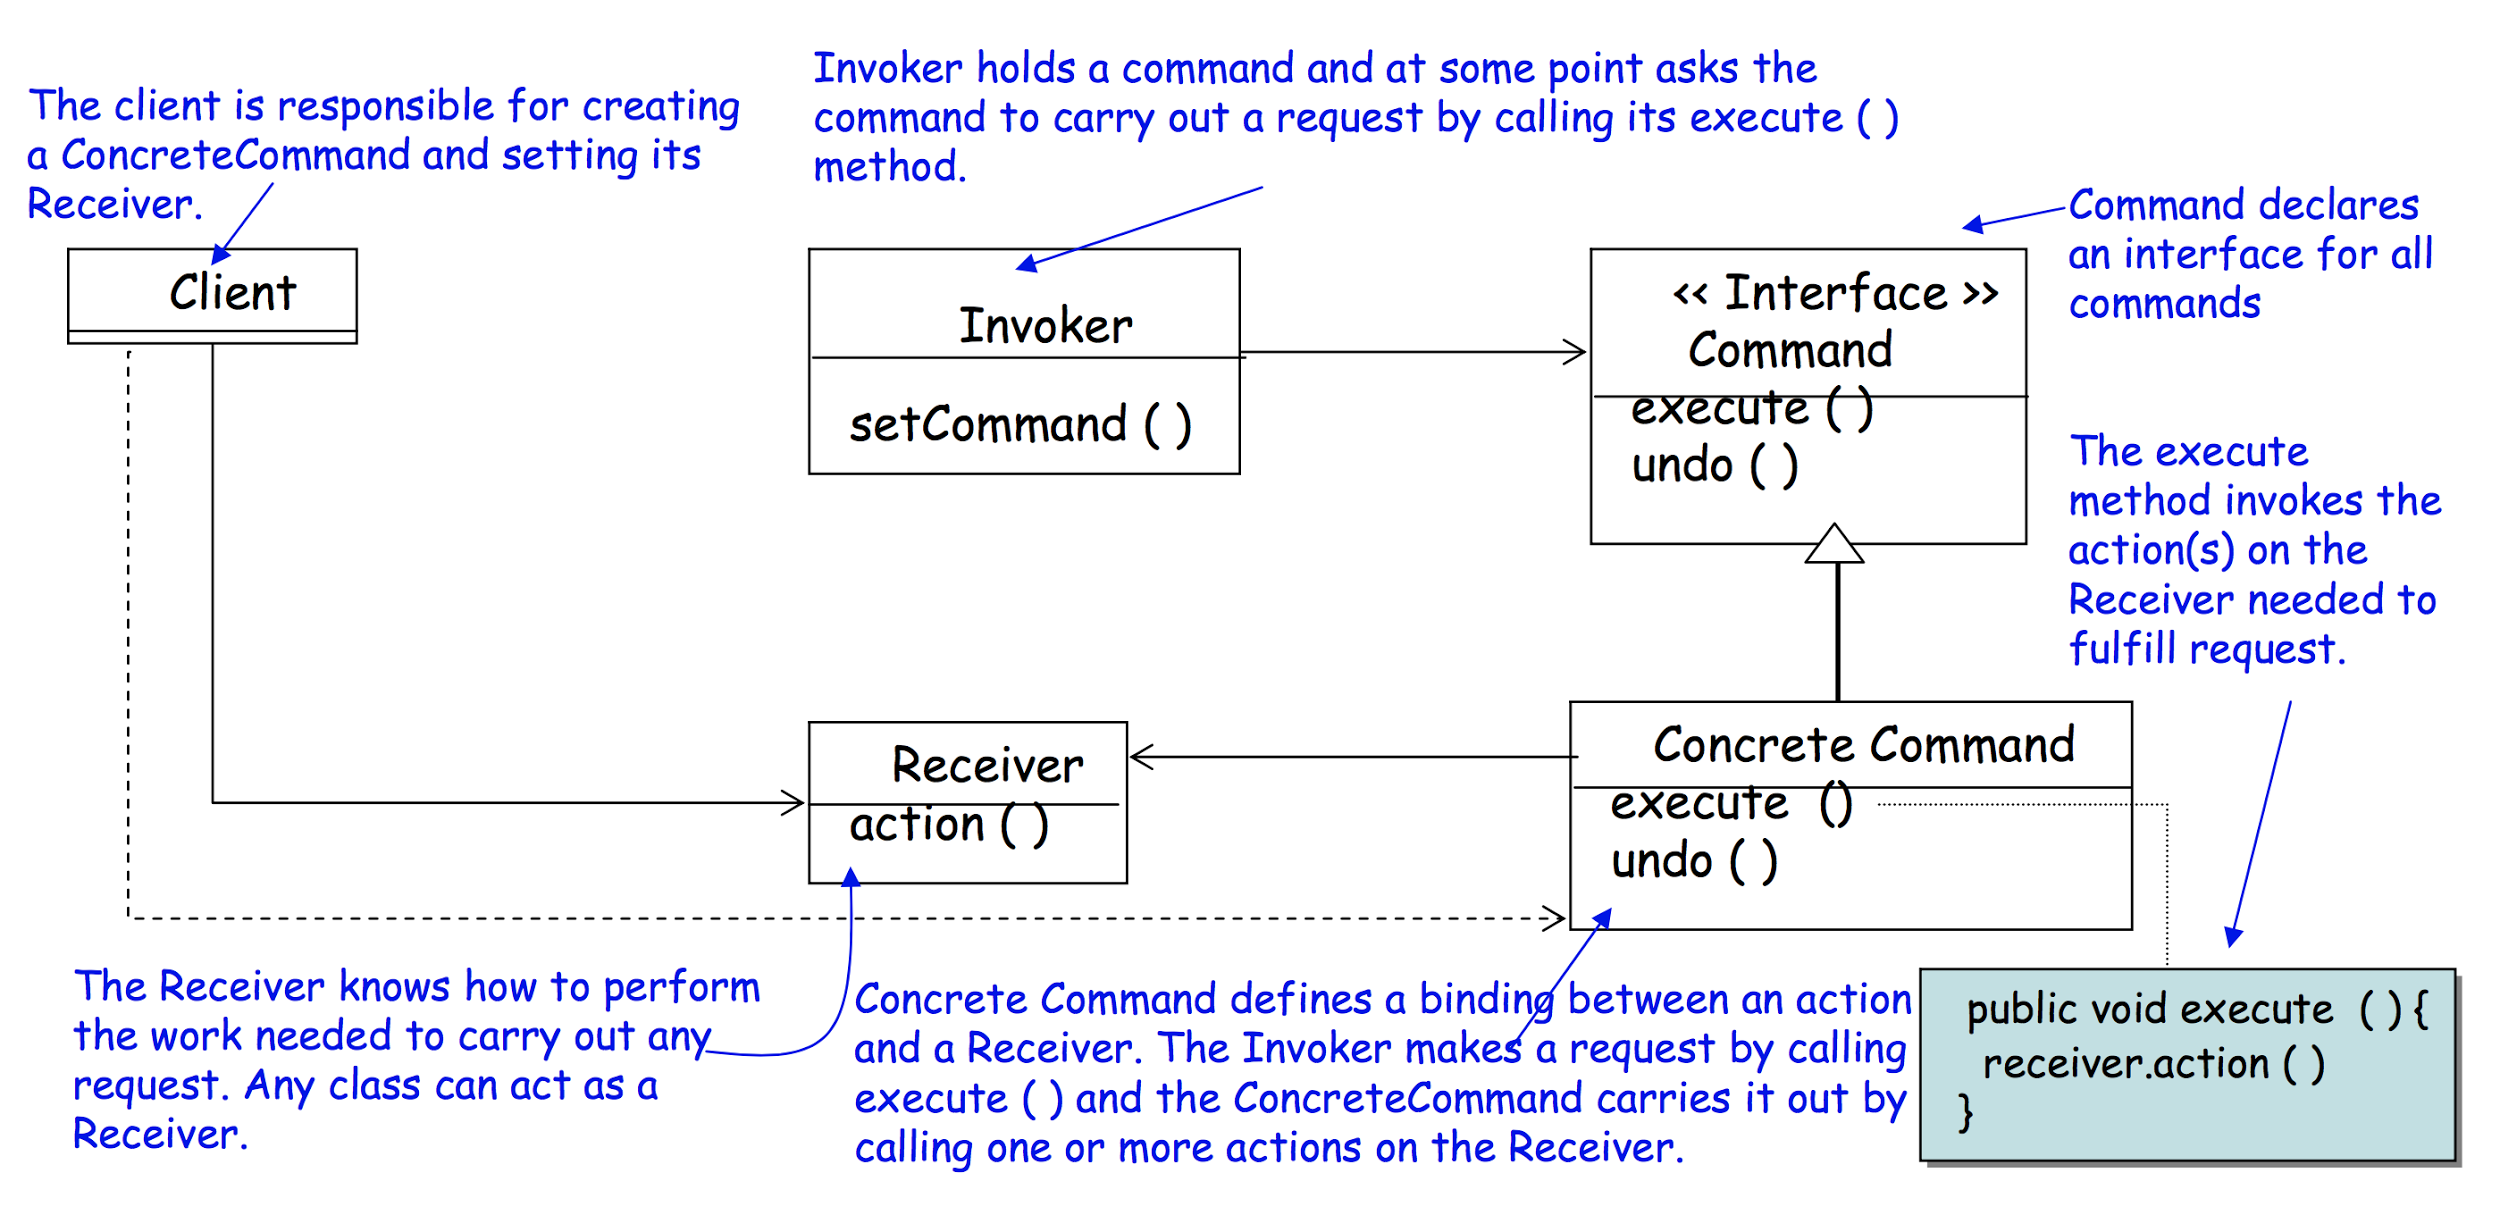 The client is responsible for creating
a ConcreteCommand and setting its
Receiver.
Invoker holds a command and at some point asks the
command to carry out a request by calling its execute ( )
method.
Command declares
an interface for all
commands
Client
Invoker
setCommand ( )
<< Interface >>
Command
execute ( )
undo ( )
The execute
method invokes the
action(s) on the
Receiver needed to
fulfill request.
Receiver
action ( )
Concrete Command
execute ()
undo ( )
The Receiver knows how to perform
the work needed to carry out any
request. Any class can act as a
Receiver.
Concrete Command defines a binding between an action
and a Receiver. The Invoker makes a request by calling
execute ( ) and the ConcreteCommand carries it out by
calling one or more actions on the Receiver.
public void execute ( ) {
receiver.action ( )
}